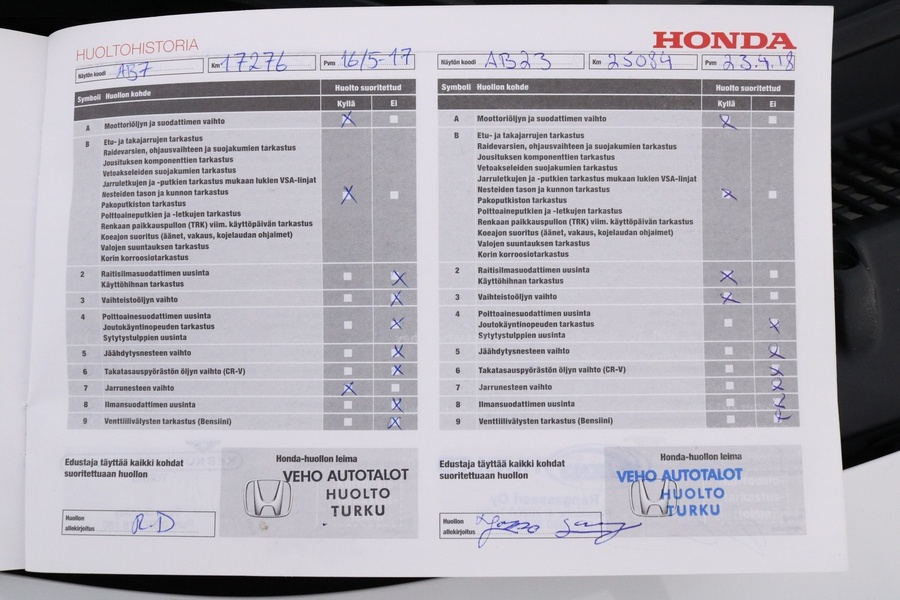 HUOLTOHISTORIA
Näytön koodi AB7 Km 17276 Pvm 16/5-17
Symboli Huollon kohde Huolto suoritettud
Kyllä Ei
A Moottoriöljyn ja suodattimen vaihto X
B Etu- ja takajarrujen tarkastus
Raidevarsien, ohjausvaihteen ja suojakumien tarkastus
Jousituksen komponenttien tarkastus
Vetoakseleiden suojakumien tarkastus
Jarruletkujen ja -putkien tarkastus mukaan lukien VSA-linjat
Nesteiden tason ja kunnon tarkastus X
Pakoputkiston tarkastus
Polttoaineputkien ja -letkujen tarkastus
Renkaan paikkauspullon (TRK) viim. käyttöpäivän tarkastus
Koeajon suoritus (äänet, vakaus, kojelaudan ohjaimet)
Valojen suuntauksen tarkastus
Korin korroosiotarkastus
2 Raitisilmasuodattimen uusinta
Käyttöhihnan tarkastus X
3 Vaihteistoöljyn vaihto X
4 Polttoainesuodattimen uusinta
Joutokäyntinopeuden tarkastus X
Sytytystulppien uusinta
5 Jäähdytysnesteen vaihto X
6 Takatasauspyörästön öljyn vaihto (CR-V) X
7 Jarrunesteen vaihto X
8 Ilmansuodattimen uusinta X
9 Venttiilivälysten tarkastus (Bensiini) X
Edustaja täyttää kaikki kohdat
suoritettuaan huollon
Honda-huollon leima
VEHO AUTOTALOT
HUOLTO
TURKU
Huollon
allekirjoitus R-D
HONDA
Näytön koodi AB23 Km 25084 Pvm 23.4.18
Symboli Huollon kohde Huolto suoritettud
Kyllä Ei
A Moottoriöljyn ja suodattimen vaihto X
B Etu- ja takajarrujen tarkastus
Raidevarsien, ohjausvaihteen ja suojakumien tarkastus
Jousituksen komponenttien tarkastus
Vetoakseleiden suojakumien tarkastus
Jarruletkujen ja -putkien tarkastus mukaan lukien VSA-linjat
Nesteiden tason ja kunnon tarkastus X
Pakoputkiston tarkastus
Polttoaineputkien ja -letkujen tarkastus
Renkaan paikkauspullon (TRK) viim. käyttöpäivän tarkastus
Koeajon suoritus (äänet, vakaus, kojelaudan ohjaimet)
Valojen suuntauksen tarkastus
Korin korroosiotarkastus
2 Raitisilmasuodattimen uusinta
Käyttöhihnan tarkastus X
3 Vaihteistoöljyn vaihto X
4 Polttoainesuodattimen uusinta
Joutokäyntinopeuden tarkastus X
Sytytystulppien uusinta
5 Jäähdytysnesteen vaihto X
6 Takatasauspyörästön öljyn vaihto (CR-V) X
7 Jarrunesteen vaihto X
8 Ilmansuodattimen uusinta X
9 Venttiilivälysten tarkastus (Bensiini) X
Edustaja täyttää kaikki kohdat
suoritettuaan huollon
Honda-huollon leima
VEHO AUTOTALOT
HUOLTO
TURKU
Huollon
allekirjoitus